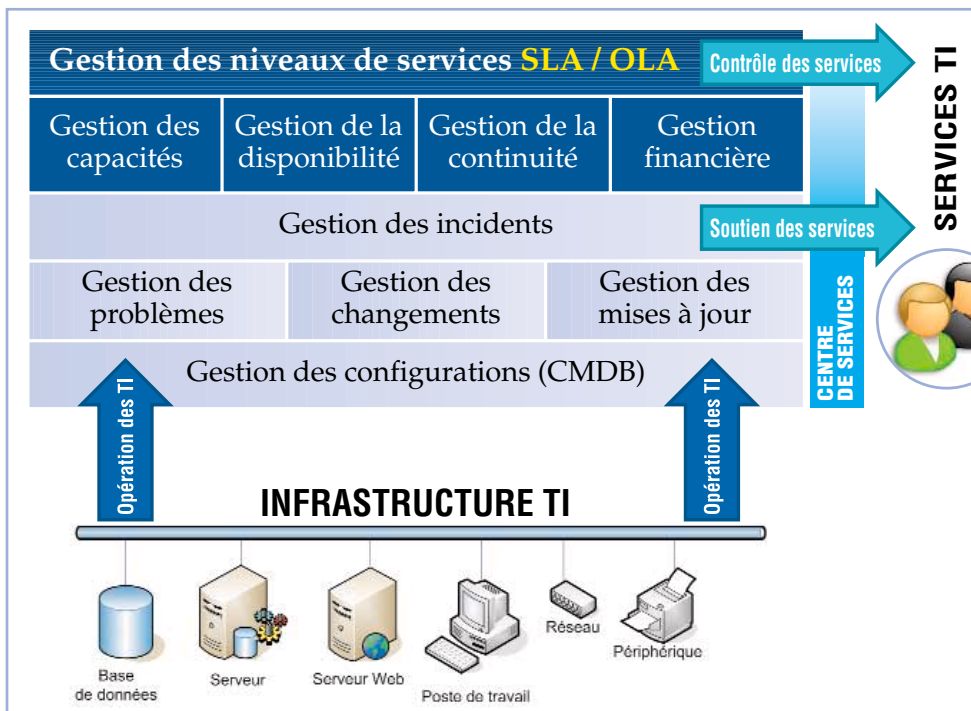 Gestion des niveaux de services SLA / OLA
Contrôle des services
SERVICES TI
Gestion des
capacités
Gestion de la
disponibilité
Gestion de la
continuité
Gestion
financière
Gestion des incidents
Soutien des services
Gestion des
problèmes
Gestion des
changements
Gestion des
mises à jour
CENTRE
DE SERVICES
Gestion des configurations (CMDB)
Opération des TI
Opération des TI
INFRASTRUCTURE TI
Base
de données
Serveur
Serveur Web
Poste de travail
Réseau
Périphérique